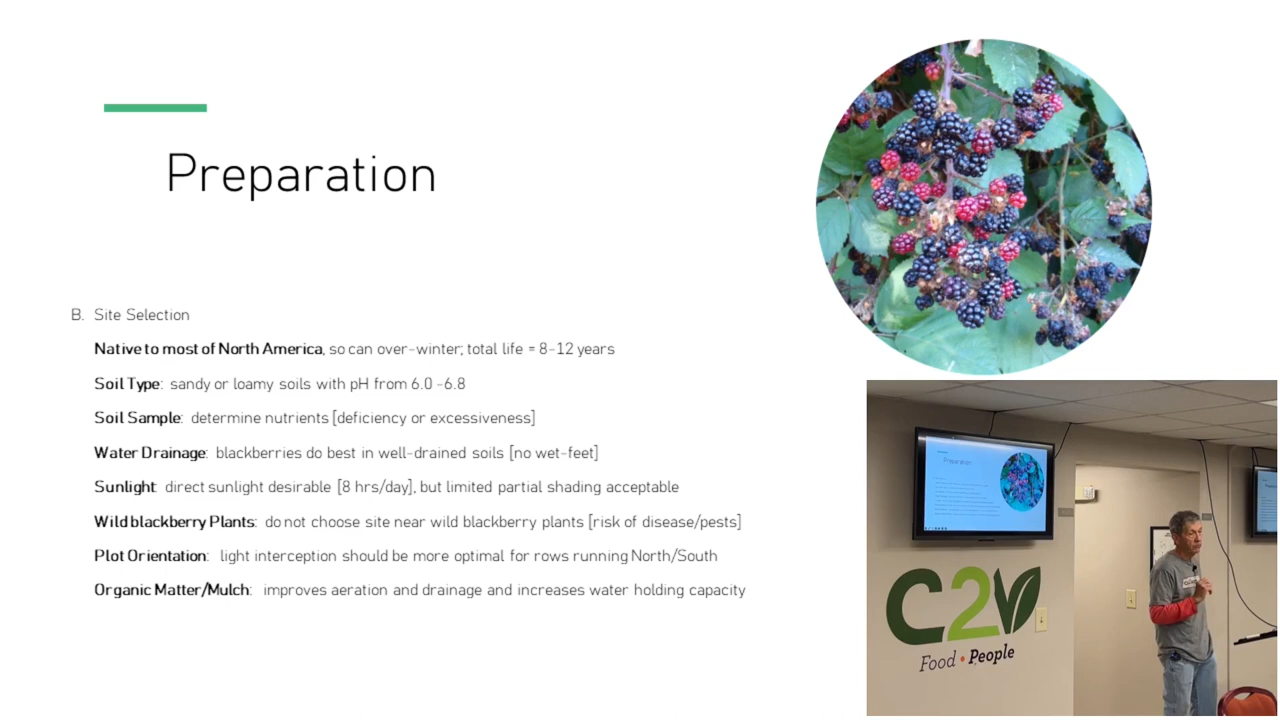 Preparation
B. Site Selection
Native to most of North America, so can over-winter; total life = 8-12 years
Soil Type: sandy or loamy soils with pH from 6.0 -6.8
Soil Sample: determine nutrients [deficiency or excessiveness]
Water Drainage: blackberries do best in well-drained soils [no wet-feet]
Sunlight: direct sunlight desirable [8 hrs/day], but limited partial shading acceptable
Wild blackberry Plants: do not choose site near wild blackberry plants [risk of disease/pests]
Plot Orientation: light interception should be more optimal for rows running North/South
Organic Matter/Mulch: improves aeration and drainage and increases water holding capacity
Preparation
C2V
Food • People